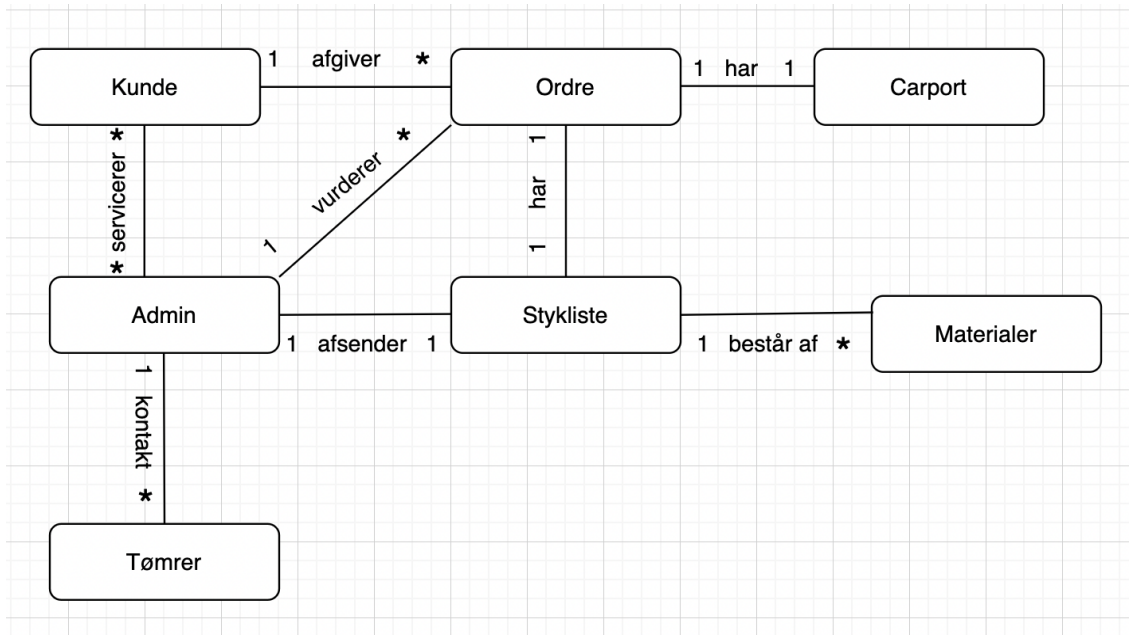 Kunde
1 afgiver *
Ordre
1 har 1
Carport
* servicerer *
1 vurderer *
1 har 1
Admin
1 afsender 1
Stykliste
1 består af *
Materialer
1 kontakt *
Tømrer